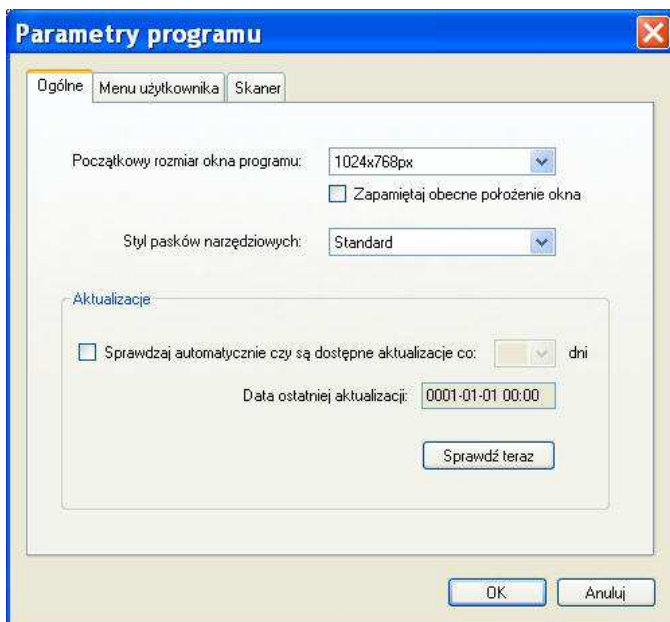 Parametry programu
Ogólne Menu użytkownika Skaner
Początkowy rozmiar okna programu: 1024x768px
Zapamiętaj obecne położenie okna
Styl pasków narzędziowych: Standard
Aktualizacje
Sprawdzaj automatycznie czy są dostępne aktualizacje co: dni
Data ostatniej aktualizacji: 0001-01-01 00:00
Sprawdź teraz
OK Anuluj